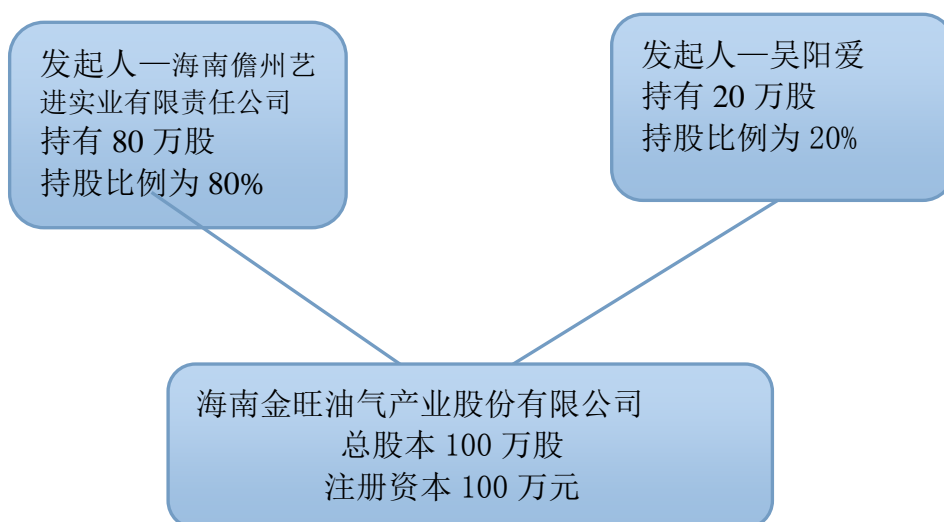 发起人—海南儋州艺
进实业有限责任公司
持有 80 万股
持股比例为 80%
发起人—吴阳爱
持有 20 万股
持股比例为 20%
海南金旺油气产业股份有限公司
总股本 100 万股
注册资本 100 万元